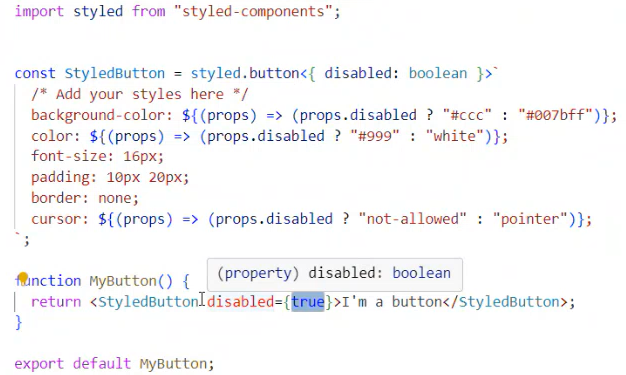 import styled from "styled-components";
const StyledButton = styled.button<{ disabled: boolean }>`
/* Add your styles here */
background-color: ${(props) => (props.disabled ? "#ccc" : "#007bff")};
color: ${(props) => (props.disabled ? "#999" : "white")};
font-size: 16px;
padding: 10px 20px;
border: none;
cursor: ${(props) => (props.disabled ? "not-allowed" : "pointer")};
`;
(property) disabled: boolean
function MyButton() {
return <StyledButton disabled={true}>I'm a button</StyledButton>;
}
export default MyButton;